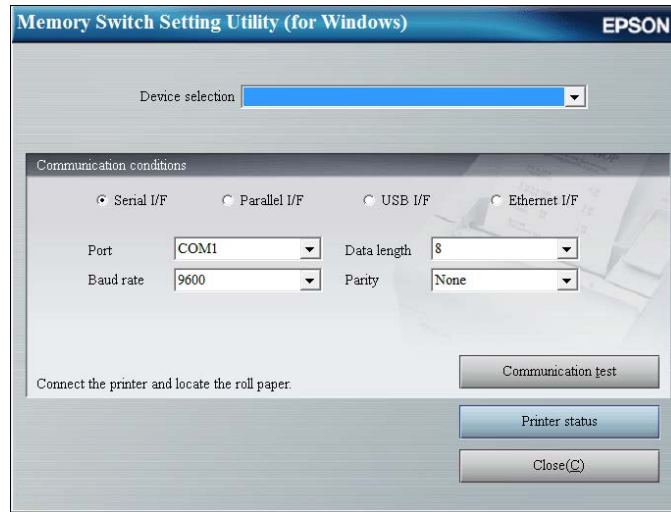 Memory Switch Setting Utility (for Windows) EPSON
Device selection
Communication conditions
Serial I/F Parallel I/F USB I/F Ethernet I/F
Port COM1 Data length 8
Baud rate 9600 Parity None
Connect the printer and locate the roll paper.
Communication test
Printer status
Close(C)